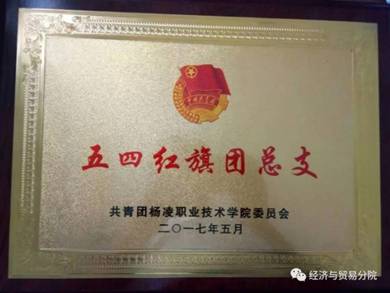 五四红旗团总支
共青团杨凌职业技术学院委员会
二〇一七年五月
经济与贸易分院